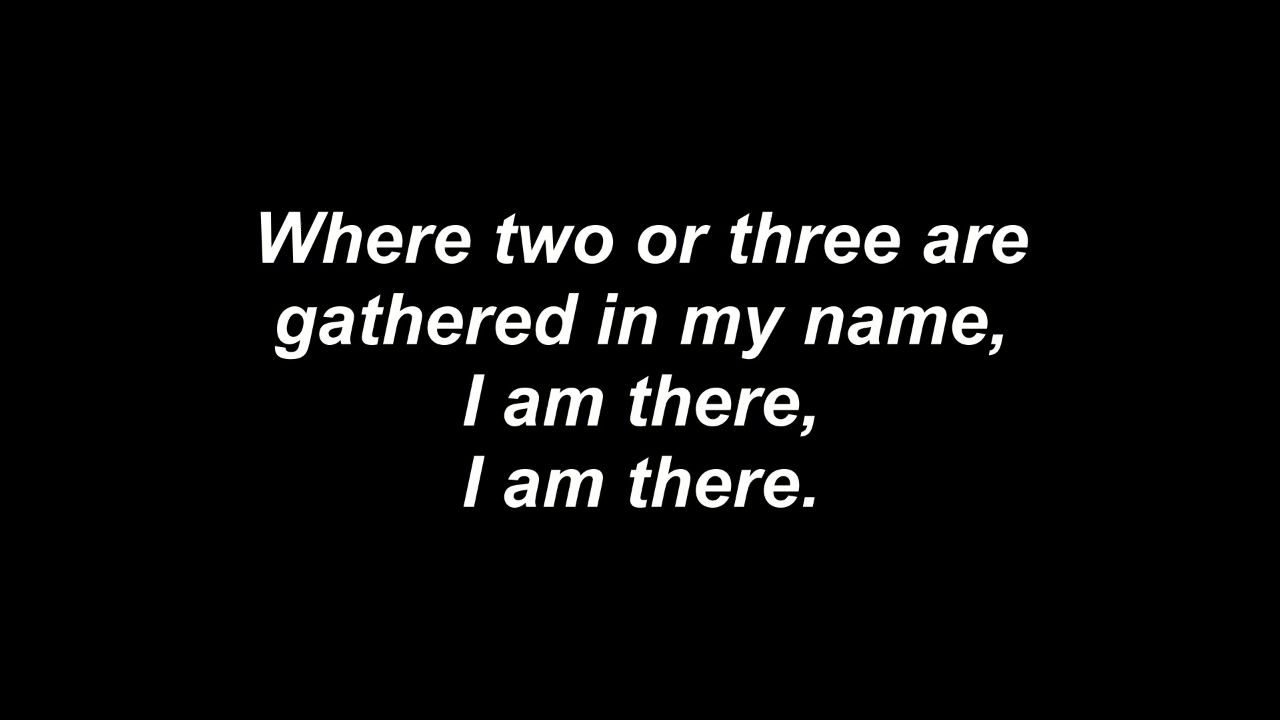 Where two or three are
gathered in my name,
I am there,
I am there.